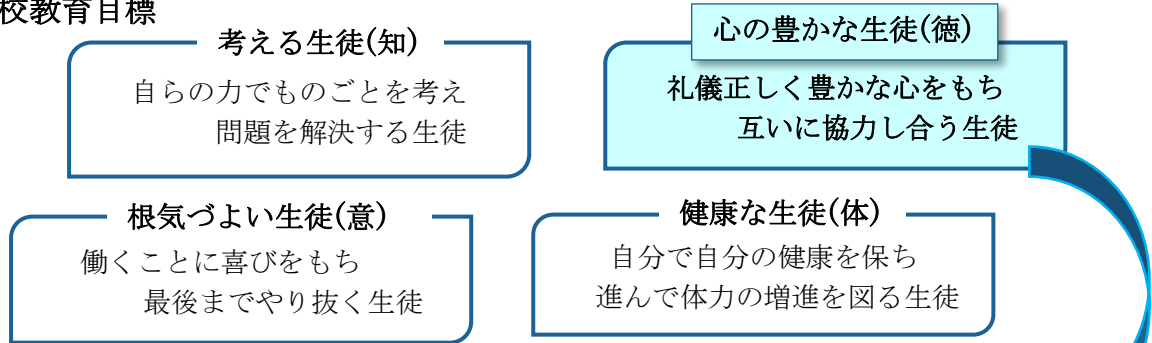 校教育目標
考える生徒(知)
自らの力でものごとを考え
問題を解決する生徒
心の豊かな生徒(徳)
礼儀正しく豊かな心をもち
互いに協力し合う生徒
根気づよい生徒(意)
働くことに喜びをもち
最後までやり抜く生徒
健康な生徒(体)
自分で自分の健康を保ち
進んで体力の増進を図る生徒